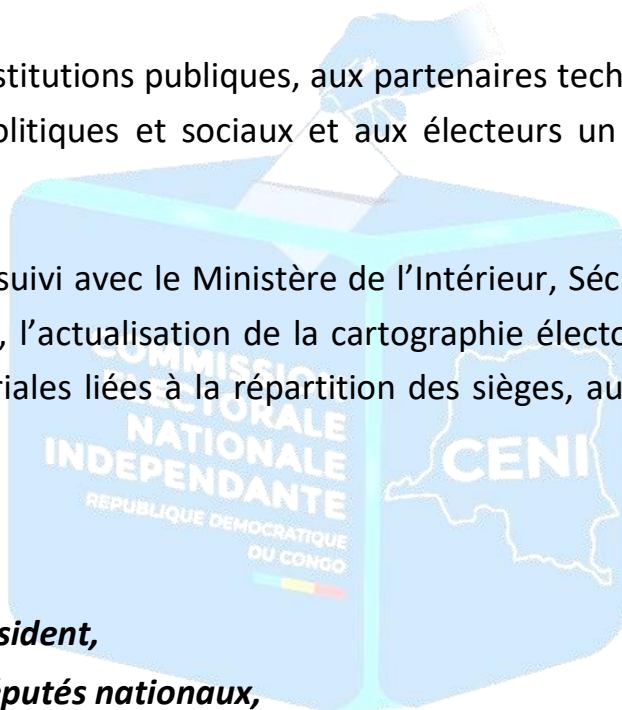 stitutions publiques, aux partenaires tech
olitiques et sociaux et aux électeurs un
suivi avec le Ministère de l’Intérieur, Séc
, l’actualisation de la cartographie électo
riales liées à la répartition des sièges, au
COMMISSION
ELECTORALE
NATIONALE
INDEPENDANTE
REPUBLIQUE DEMOCRATIQUE
DU CONGO
CENI
sident,
éputés nationaux,